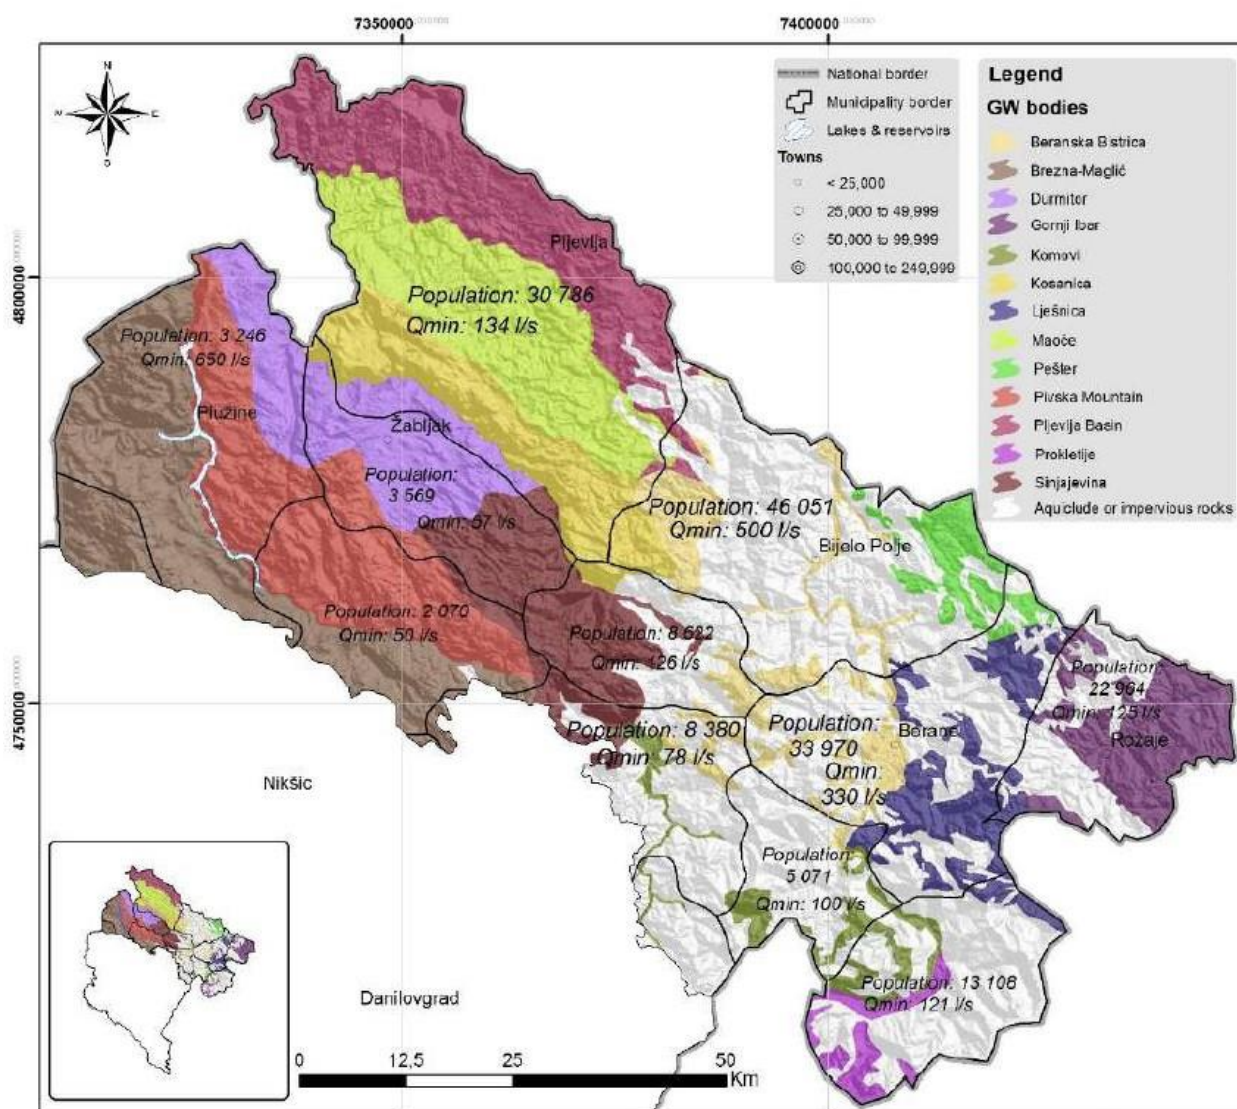 7350000
7400000
4800000
4750000
N
E
National border
Municipality border
Lakes & reservoirs
Towns
< 25,000
25,000 to 49,999
50,000 to 99,999
100,000 to 249,999
Legend
GW bodies
Beranska Bistrica
Brezna-Maglić
Durmitor
Gornji Ibar
Komovi
Kosanica
Lješnica
Maoče
Pešter
Pivska Mountain
Pljevlja Basin
Prokletije
Sinjajevina
Aquiclude or impervious rocks
Pljevlja
Population: 30 786
Qmin: 134 l/s
Population: 3 246
Qmin: 650 l/s
Plužine
Žabljak
Population:
3 569
Qmin: 57 l/s
Population: 46 051
Qmin: 500 l/s
Bijelo Polje
Population: 2 070
Qmin: 50 l/s
Population: 8 622
Qmin: 126 l/s
Population:
22 964
Qmin: 125 l/s
Rožaje
Population: 8 380
Qmin: 78 l/s
Population:
33 970
Qmin:
330 l/s
Berane
Nikšic
Population:
5 071
Qmin: 100 l/s
Population: 13 108
Qmin: 121 l/s
Danilovgrad
0
12,5
25
50
Km